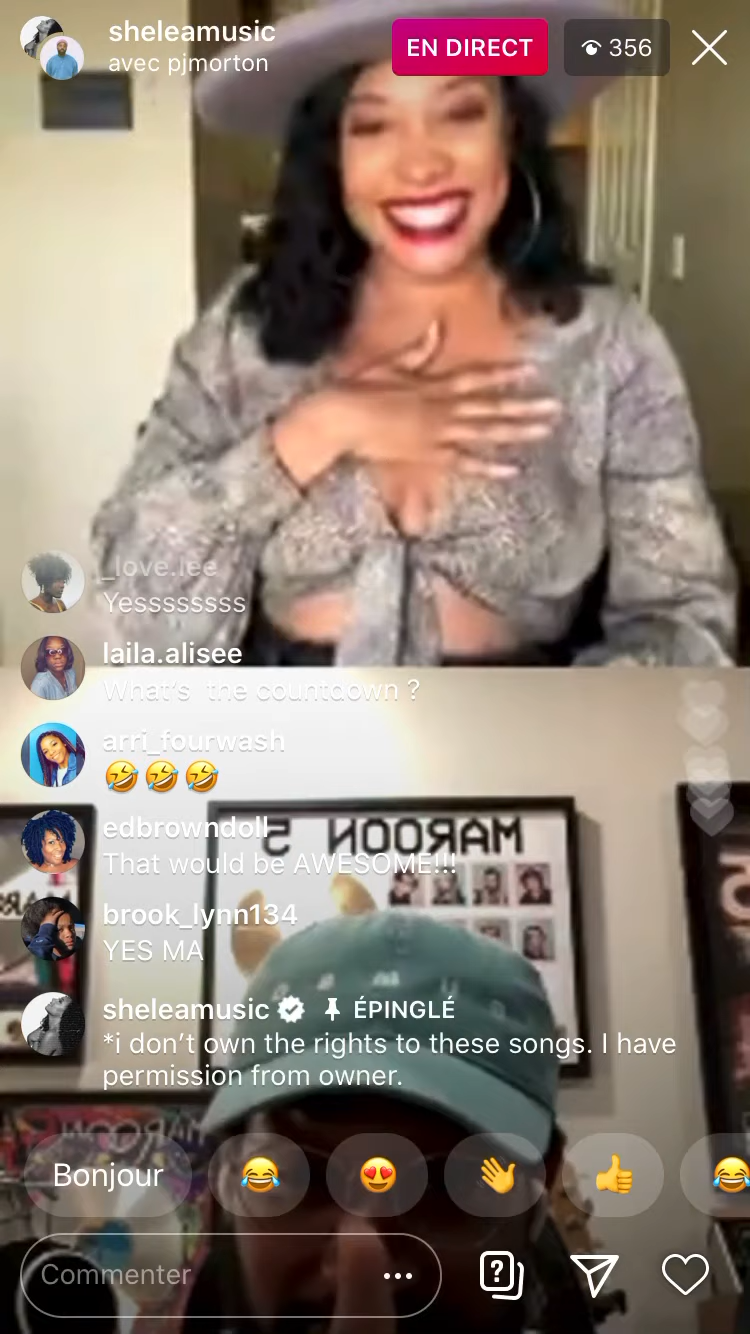 sheleamusic
avec pjmorton
EN DIRECT
356
_love.lee
Yessssssss
laila.alisee
What's the countdown ?
arri_fourwash
🤣🤣🤣
edbrowndoll
That would be AWESOME!!!
MAROON 5
brook_lynn134
YES MA
sheleamusic ÉPINGLÉ
*i don't own the rights to these songs. I have
permission from owner.
MAROON
Bonjour 😂 😍 👋 👍 😂
Commenter